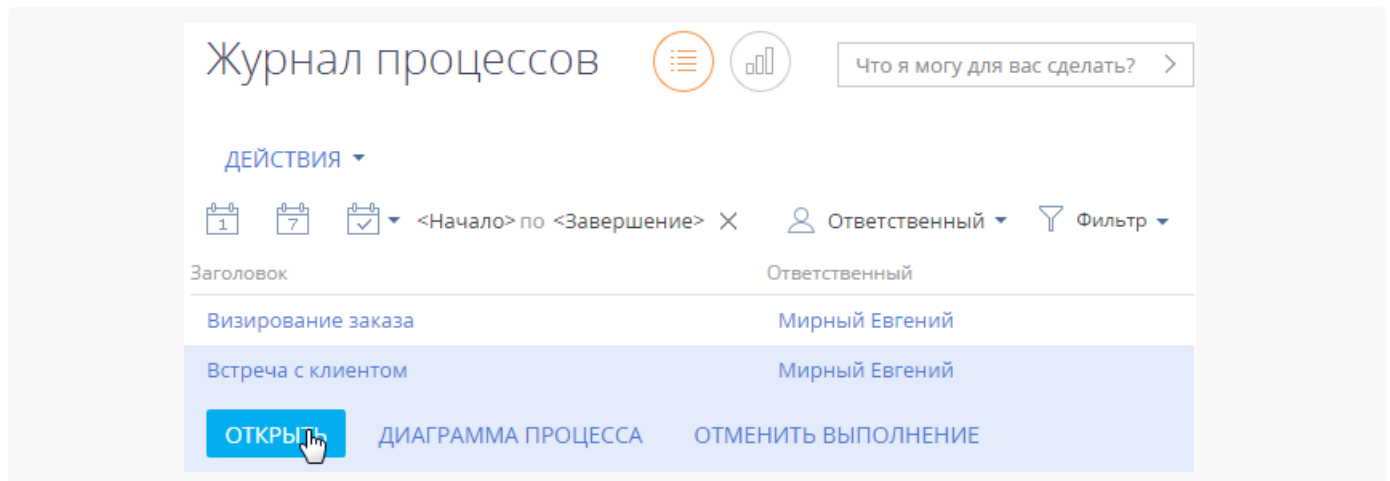 Журнал процессов Что я могу для вас сделать?
ДЕЙСТВИЯ
1 7 <Начало> по <Завершение> Ответственный Фильтр
Заголовок Ответственный
Визирование заказа Мирный Евгений
Встреча с клиентом Мирный Евгений
ОТКРЫТЬ ДИАГРАММА ПРОЦЕССА ОТМЕНИТЬ ВЫПОЛНЕНИЕ